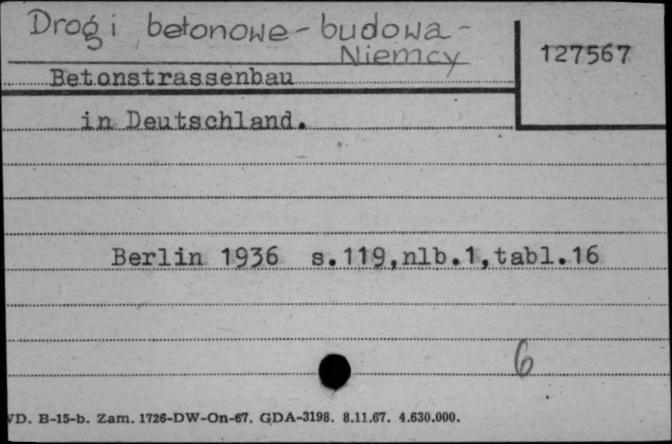 Drogi betonowe - budowa -
Niemcy
127567
Betonstrassenbau
in Deutschland.
Berlin 1936 s.119,nlb.1,tabl.16
6
VD. B-15-b. Zam. 1726-DW-On-67. GDA-3198. 8.11.67. 4.630.000.